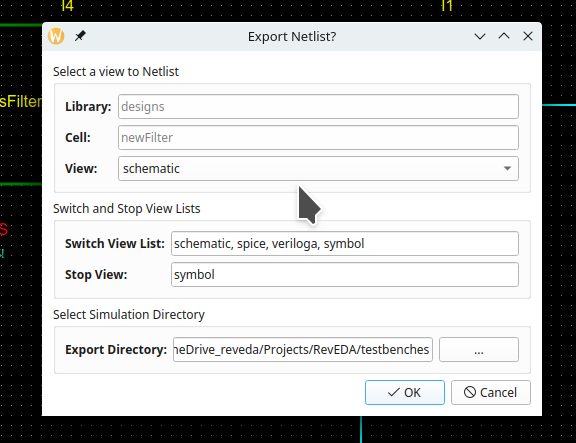 I4
I1
Export Netlist?
Select a view to Netlist
sFilter
Library: designs
Cell: newFilter
View: schematic
Switch and Stop View Lists
S
Switch View List: schematic, spice, veriloga, symbol
Stop View: symbol
Select Simulation Directory
Export Directory: neDrive_reveda/Projects/RevEDA/testbenches ...
OK Cancel